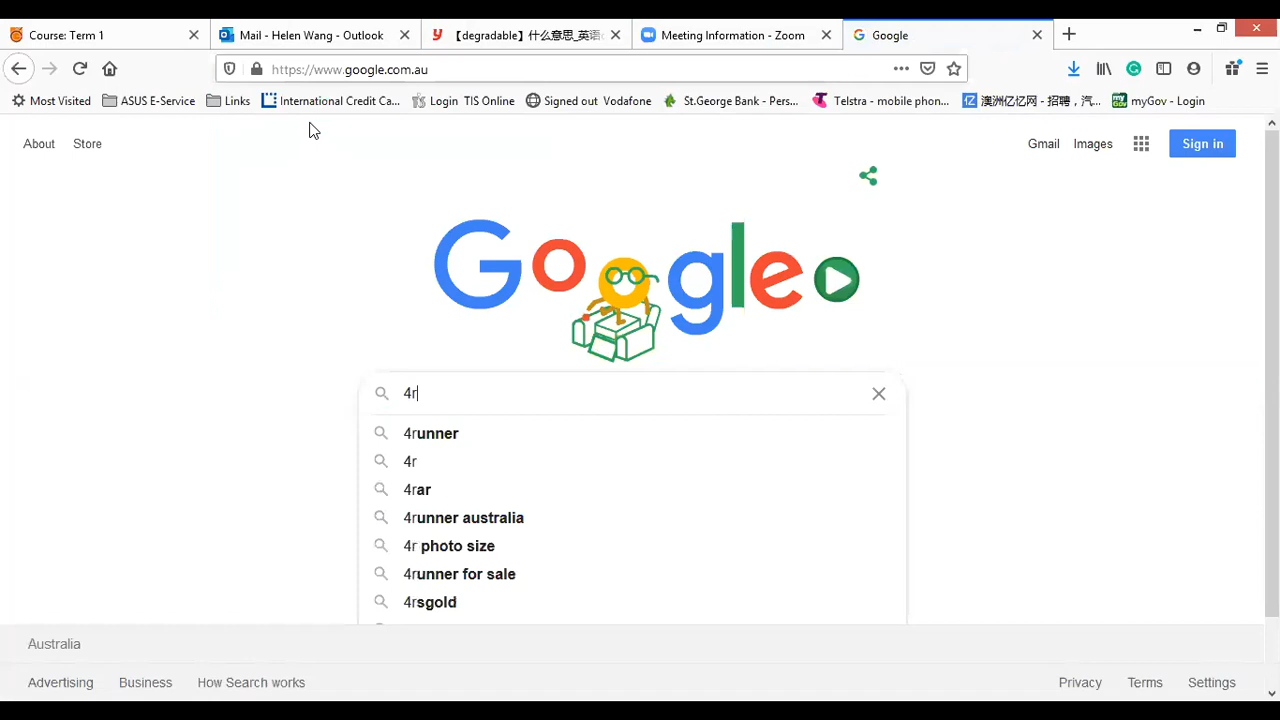 Course: Term 1
Mail - Helen Wang - Outlook
【degradable】什么意思_英语
Meeting Information - Zoom
Google
https://www.google.com.au
Most Visited
ASUS E-Service
Links
International Credit Ca...
Login TIS Online
Signed out Vodafone
St.George Bank - Pers...
Telstra - mobile phon...
澳洲亿忆网 - 招聘，汽...
myGov - Login
About
Store
Gmail
Images
Sign in
Google
4r
4runner
4r
4rar
4runner australia
4r photo size
4runner for sale
4rsgold
Australia
Advertising
Business
How Search works
Privacy
Terms
Settings